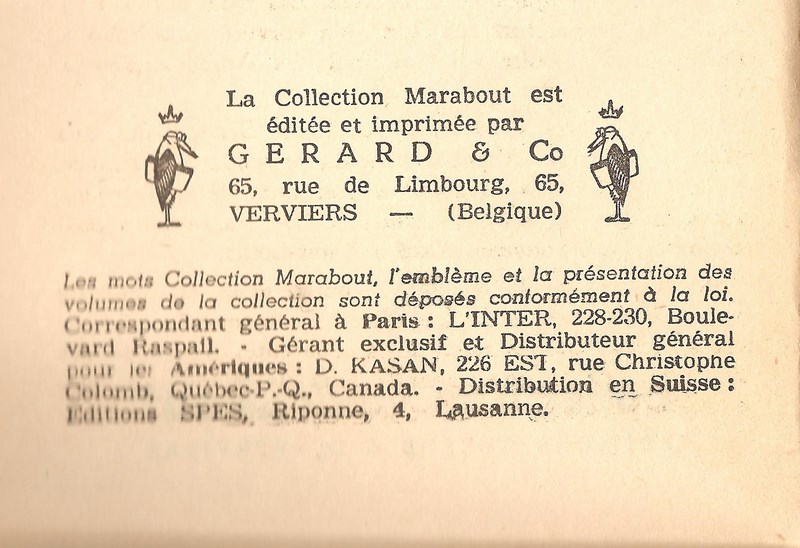 La Collection Marabout est
éditée et imprimée par
GERARD & Co
65, rue de Limbourg, 65,
VERVIERS — (Belgique)
Les mots Collection Marabout, l'emblème et la présentation des
volumes de la collection sont déposés conformément à la loi.
Correspondant général à Paris : L'INTER, 228-230, Boule-
vard Raspail. - Gérant exclusif et Distributeur général
pour les Amériques : D. KASAN, 226 EST, rue Christophe
Colomb, Québec-P.-Q., Canada. - Distribution en Suisse :
Editions SPES, Riponne, 4, Lausanne.